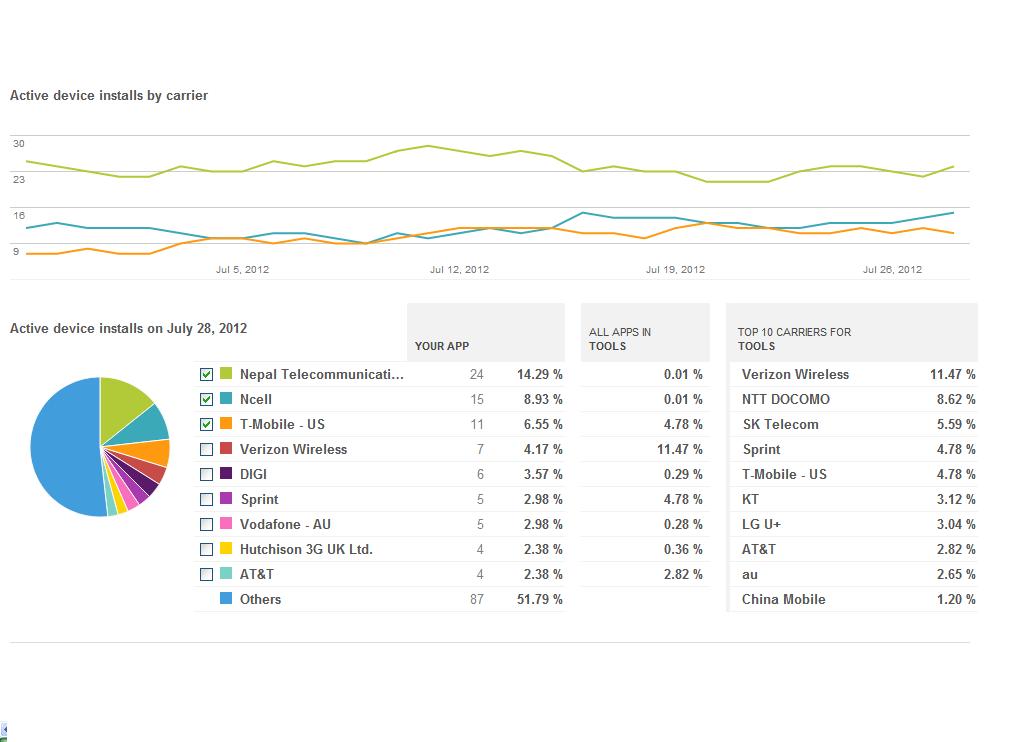 Active device installs by carrier
30
23
16
9
Jul 5, 2012 Jul 12, 2012 Jul 19, 2012 Jul 26, 2012
Active device installs on July 28, 2012
YOUR APP
ALL APPS IN
TOOLS
TOP 10 CARRIERS FOR
TOOLS
Nepal Telecommunicati... 24 14.29 % 0.01 % Verizon Wireless 11.47 %
Ncell 15 8.93 % 0.01 % NTT DOCOMO 8.62 %
T-Mobile - US 11 6.55 % 4.78 % SK Telecom 5.59 %
Verizon Wireless 7 4.17 % 11.47 % Sprint 4.78 %
DIGI 6 3.57 % 0.29 % T-Mobile - US 4.78 %
Sprint 5 2.98 % 4.78 % KT 3.12 %
Vodafone - AU 5 2.98 % 0.28 % LG U+ 3.04 %
Hutchison 3G UK Ltd. 4 2.38 % 0.36 % AT&T 2.82 %
AT&T 4 2.38 % 2.82 % au 2.65 %
Others 87 51.79 % China Mobile 1.20 %